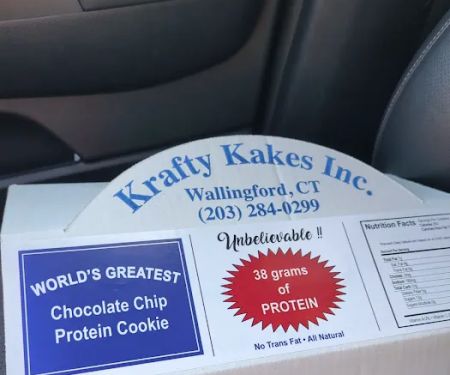 Krafty Kakes Inc.
Wallingford, CT
(203) 284-0299
WORLD'S GREATEST
Chocolate Chip
Protein Cookie
Unbelievable !!
38 grams
of
PROTEIN
No Trans Fat • All Natural
Nutrition Facts